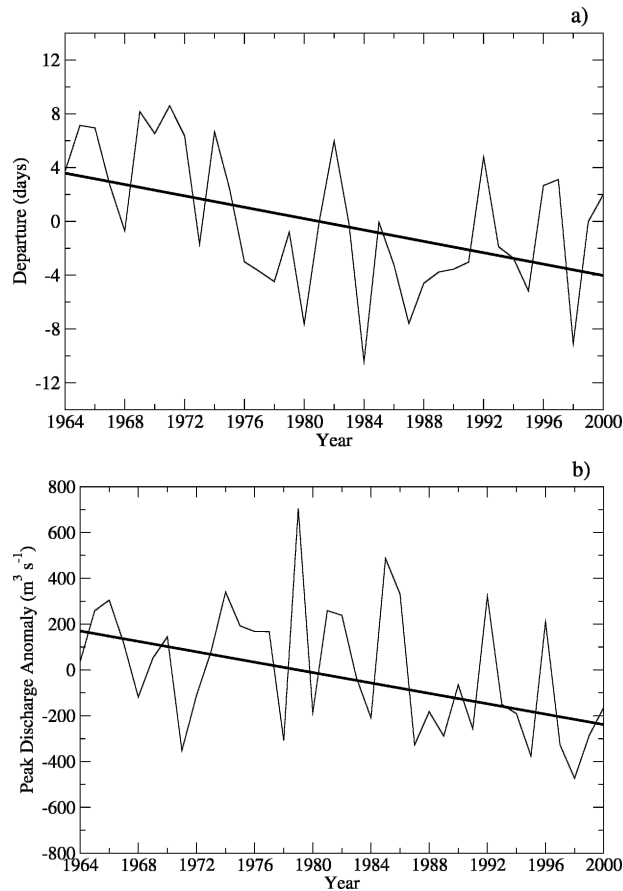 a)
12
8
4
0
-4
-8
-12
Departure (days)
1964 1968 1972 1976 1980 1984 1988 1992 1996 2000
Year
b)
800
600
400
200
0
-200
-400
-600
-800
Peak Discharge Anomaly (m³ s⁻¹)
1964 1968 1972 1976 1980 1984 1988 1992 1996 2000
Year